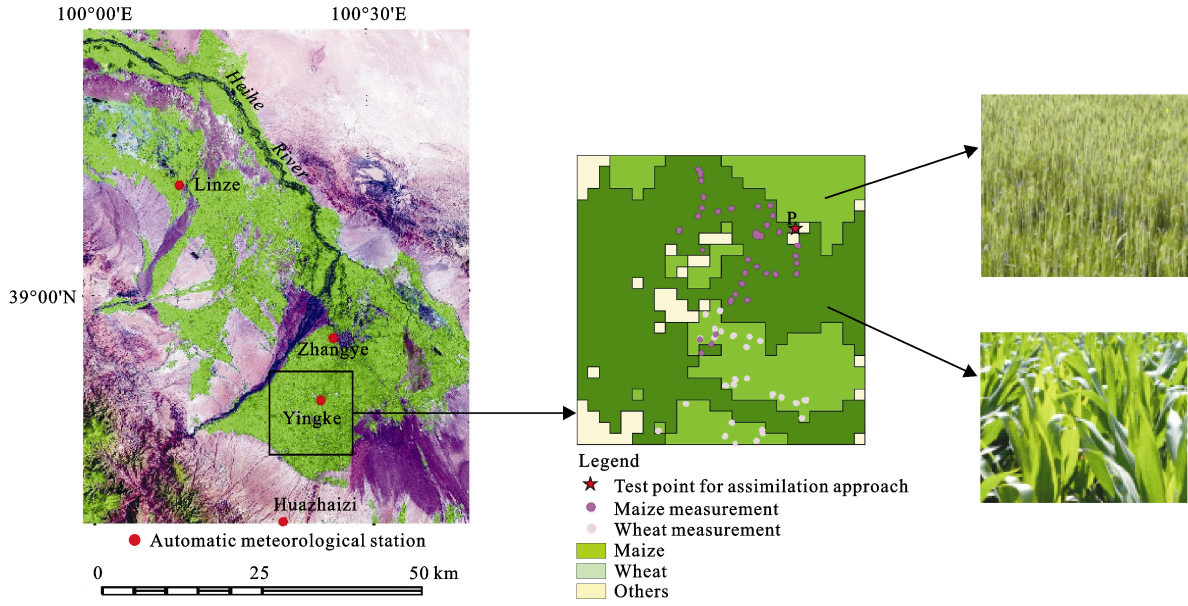 100°00'E
100°30'E
39°00'N
Heihe
River
Linze
Zhangye
Yingke
Huazhaizi
Automatic meteorological station
0 25 50 km
P
Legend
Test point for assimilation approach
Maize measurement
Wheat measurement
Maize
Wheat
Others